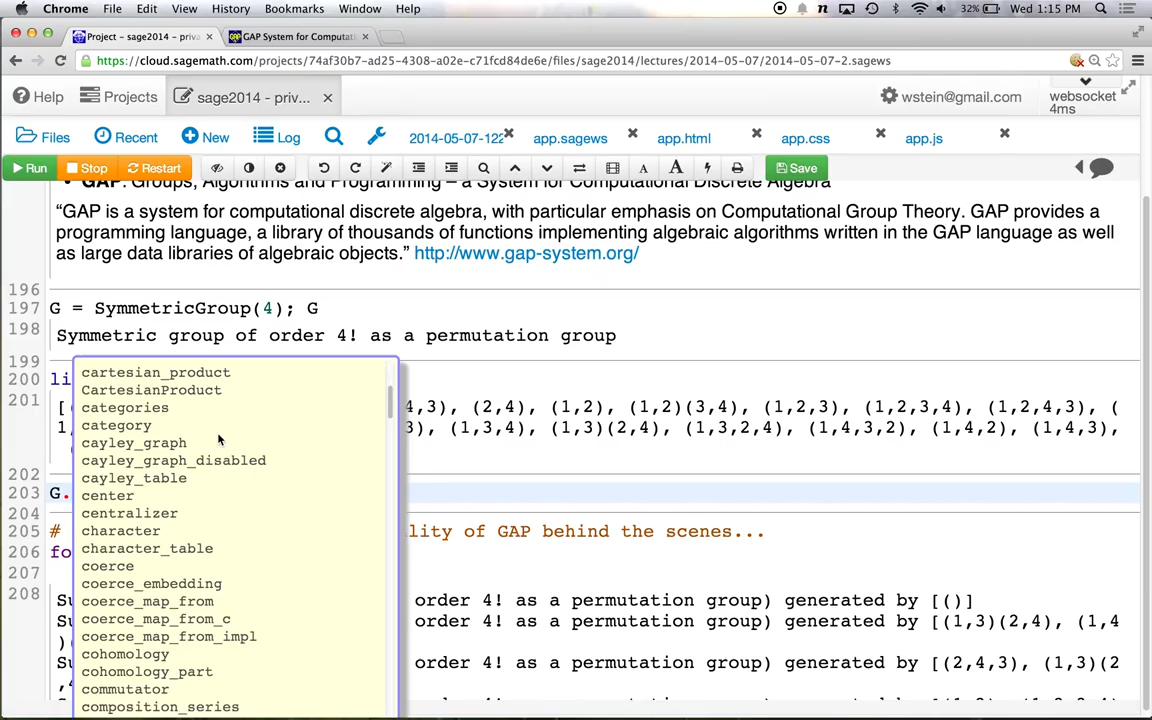 Chrome File Edit View History Bookmarks Window Help 32% Wed 1:15 PM
Project – sage2014 – priva × GAP System for Computati ×
https://cloud.sagemath.com/projects/74af30b7-ad25-4308-a02e-c71fcd84de6e/files/sage2014/lectures/2014-05-07/2014-05-07-2.sagews
Help Projects sage2014 - priv... × wstein@gmail.com websocket
4ms
Files Recent New Log 2014-05-07-122 app.sagews app.html app.css app.js
Run Stop Restart Save
• GAP: Groups, Algorithms and Programming – a System for Computational Discrete Algebra
“GAP is a system for computational discrete algebra, with particular emphasis on Computational Group Theory. GAP provides a
programming language, a library of thousands of functions implementing algebraic algorithms written in the GAP language as well
as large data libraries of algebraic objects.” http://www.gap-system.org/
196
197 G = SymmetricGroup(4); G
198 Symmetric group of order 4! as a permutation group
199
200 li
201 [( 4,3), (2,4), (1,2), (1,2)(3,4), (1,2,3), (1,2,3,4), (1,2,4,3), (
1, 3), (1,3,4), (1,3)(2,4), (1,3,2,4), (1,4,3,2), (1,4,2), (1,4,3),
202
203 G.
204
205 # lity of GAP behind the scenes...
206 fo
207
208 Su order 4! as a permutation group) generated by [()]
Su order 4! as a permutation group) generated by [(1,3)(2,4), (1,4
)(
Su order 4! as a permutation group) generated by [(2,4,3), (1,3)(2
,4
cartesian_product
CartesianProduct
categories
category
cayley_graph
cayley_graph_disabled
cayley_table
center
centralizer
character
character_table
coerce
coerce_embedding
coerce_map_from
coerce_map_from_c
coerce_map_from_impl
cohomology
cohomology_part
commutator
composition_series